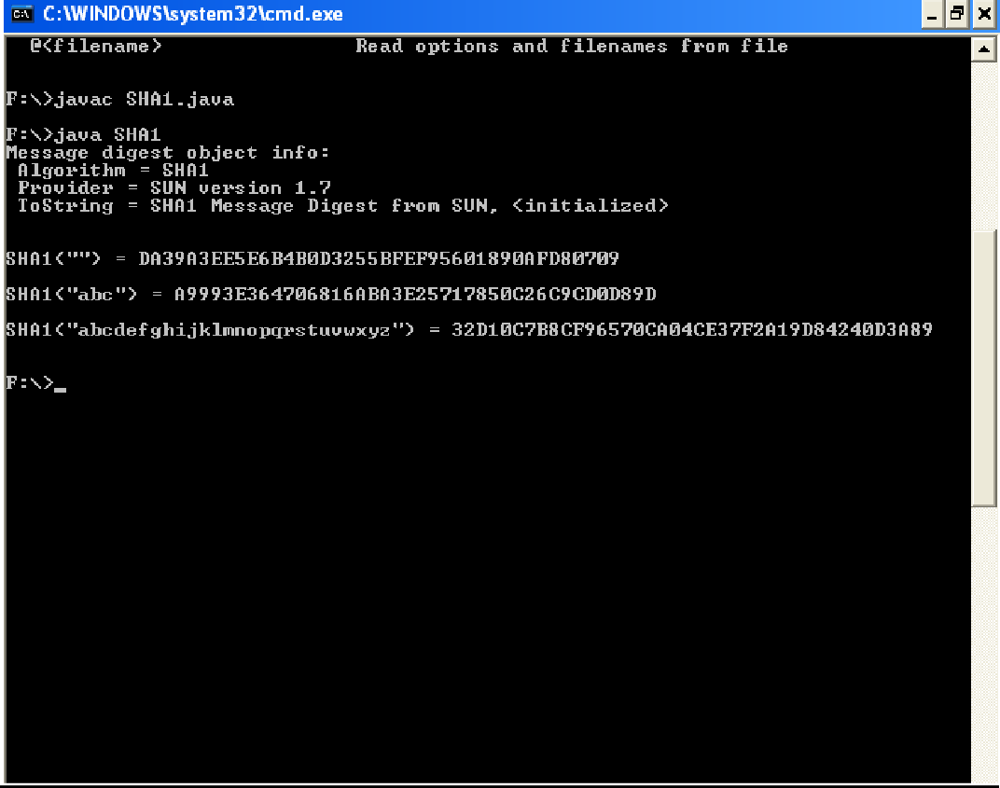 C:\WINDOWS\system32\cmd.exe
@<filename> Read options and filenames from file
F:\>javac SHA1.java
F:\>java SHA1
Message digest object info:
Algorithm = SHA1
Provider = SUN version 1.7
ToString = SHA1 Message Digest from SUN, <initialized>
SHA1("") = DA39A3EE5E6B4B0D3255BFEF95601890AFD80709
SHA1("abc") = A9993E364706816ABA3E25717850C26C9CD0D89D
SHA1("abcdefghijklmnopqrstuvwxyz") = 32D10C7B8CF96570CA04CE37F2A19D84240D3A89
F:\>_